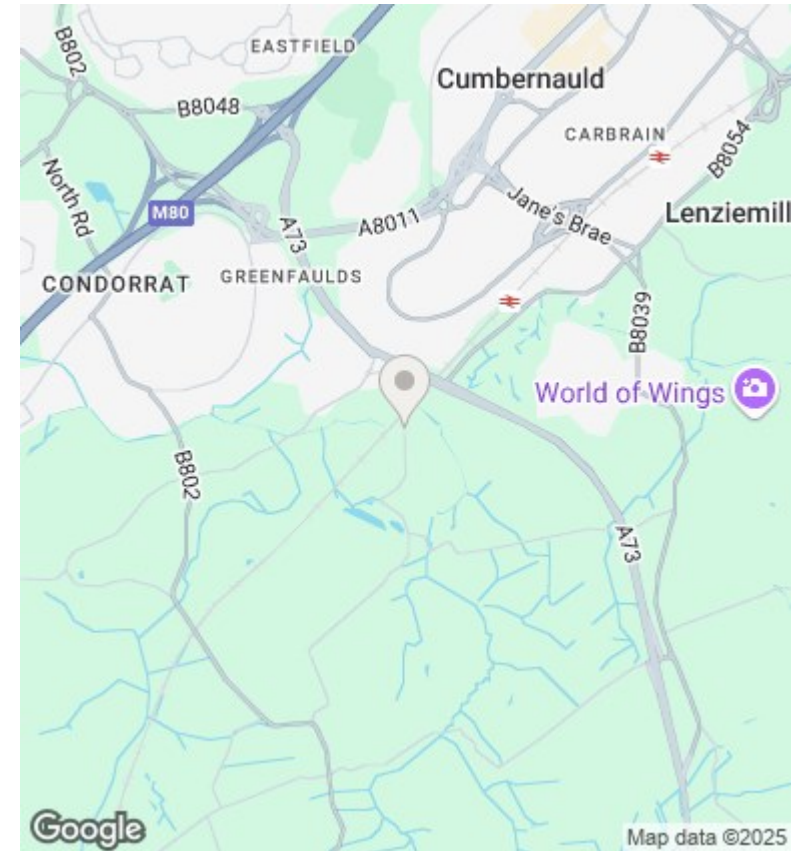 B802
EASTFIELD
Cumbernauld
B8048
CARBRAIN
B8054
North Rd
M80
A73
A8011
Jane's Brae
Lenziemill
CONDORRAT
GREENFAULDS
B8039
World of Wings
B802
A73
A73
Google
Map data ©2025